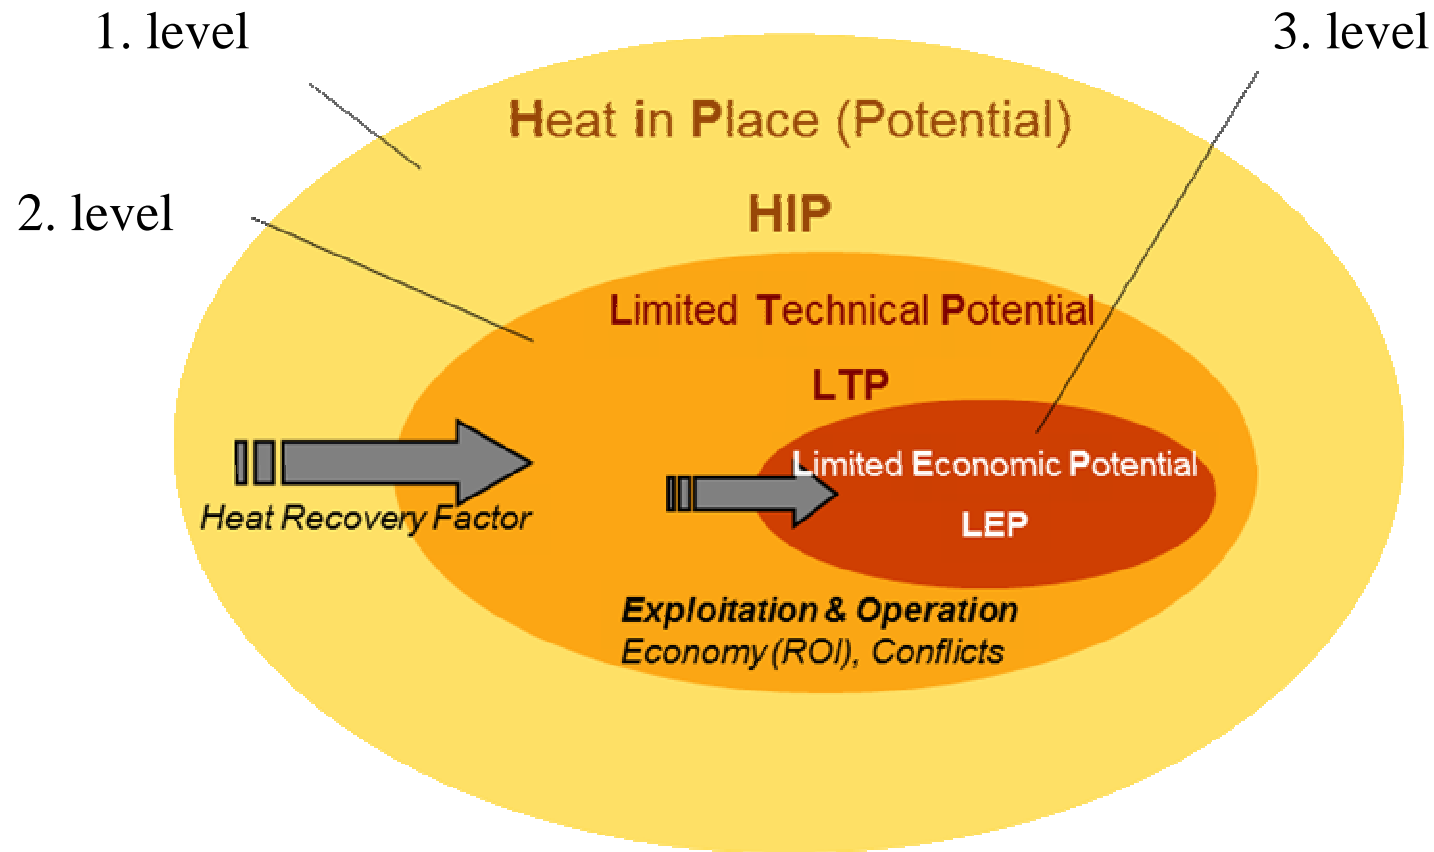 1. level
3. level
Heat in Place (Potential)
2. level
HIP
Limited Technical Potential
LTP
Limited Economic Potential
Heat Recovery Factor
LEP
Exploitation & Operation
Economy (ROI), Conflicts